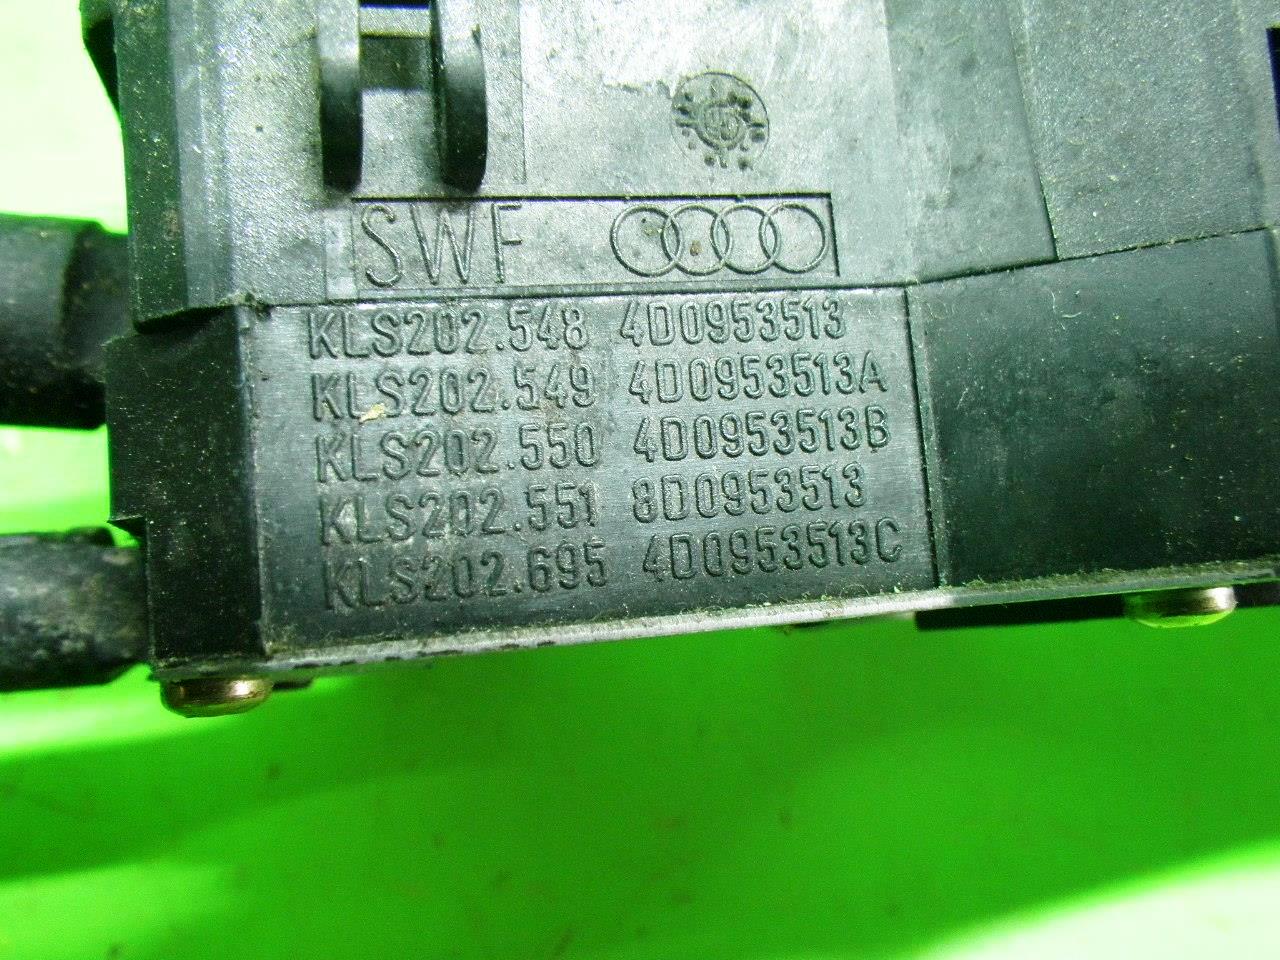 SWF
KLS202.548 4D0953513
KLS202.549 4D0953513A
KLS202.550 4D0953513B
KLS202.551 8D0953513
KLS202.695 4D0953513C